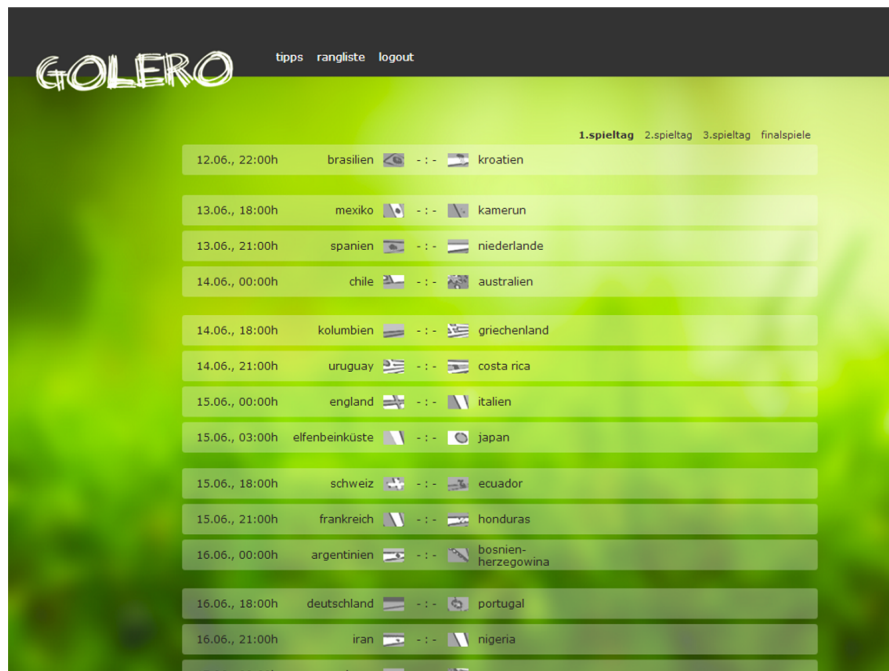 GOLERO
tipps rangliste logout
1.spieltag 2.spieltag 3.spieltag finalspiele
12.06., 22:00h brasilien - : - kroatien
13.06., 18:00h mexiko - : - kamerun
13.06., 21:00h spanien - : - niederlande
14.06., 00:00h chile - : - australien
14.06., 18:00h kolumbien - : - griechenland
14.06., 21:00h uruguay - : - costa rica
15.06., 00:00h england - : - italien
15.06., 03:00h elfenbeinküste - : - japan
15.06., 18:00h schweiz - : - ecuador
15.06., 21:00h frankreich - : - honduras
16.06., 00:00h argentinien - : - bosnien-
herzegowina
16.06., 18:00h deutschland - : - portugal
16.06., 21:00h iran - : - nigeria